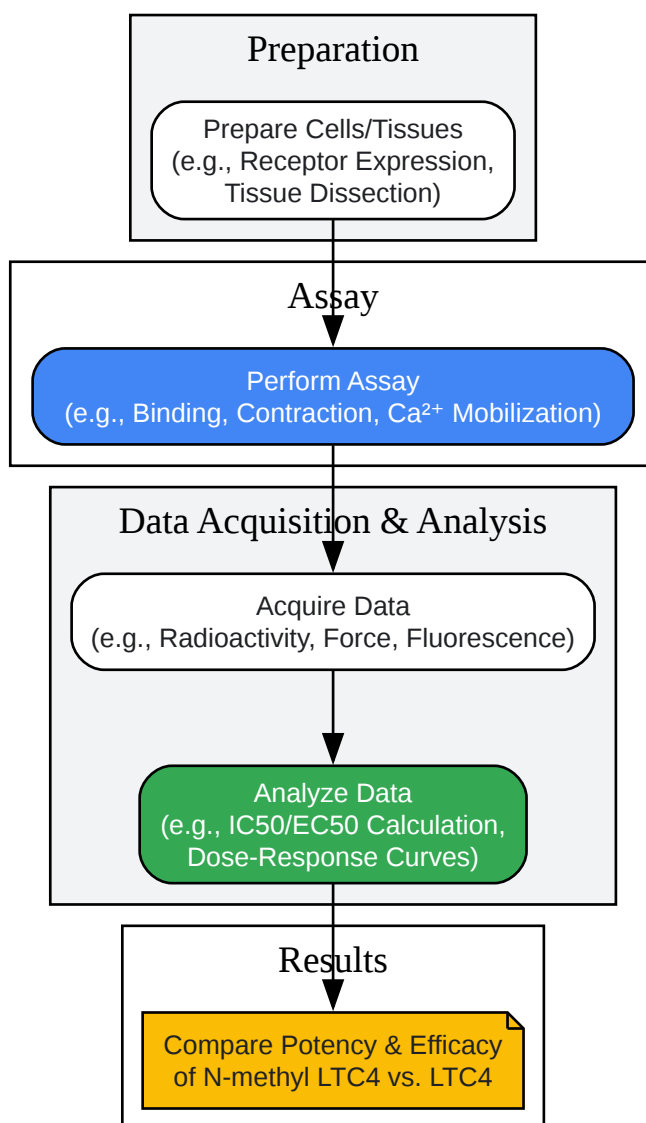 Preparation
Prepare Cells/Tissues
(e.g., Receptor Expression,
Tissue Dissection)
Assay
Perform Assay
(e.g., Binding, Contraction, Ca²⁺ Mobilization)
Data Acquisition & Analysis
Acquire Data
(e.g., Radioactivity, Force, Fluorescence)
Analyze Data
(e.g., IC50/EC50 Calculation,
Dose-Response Curves)
Results
Compare Potency & Efficacy
of N-methyl LTC4 vs. LTC4